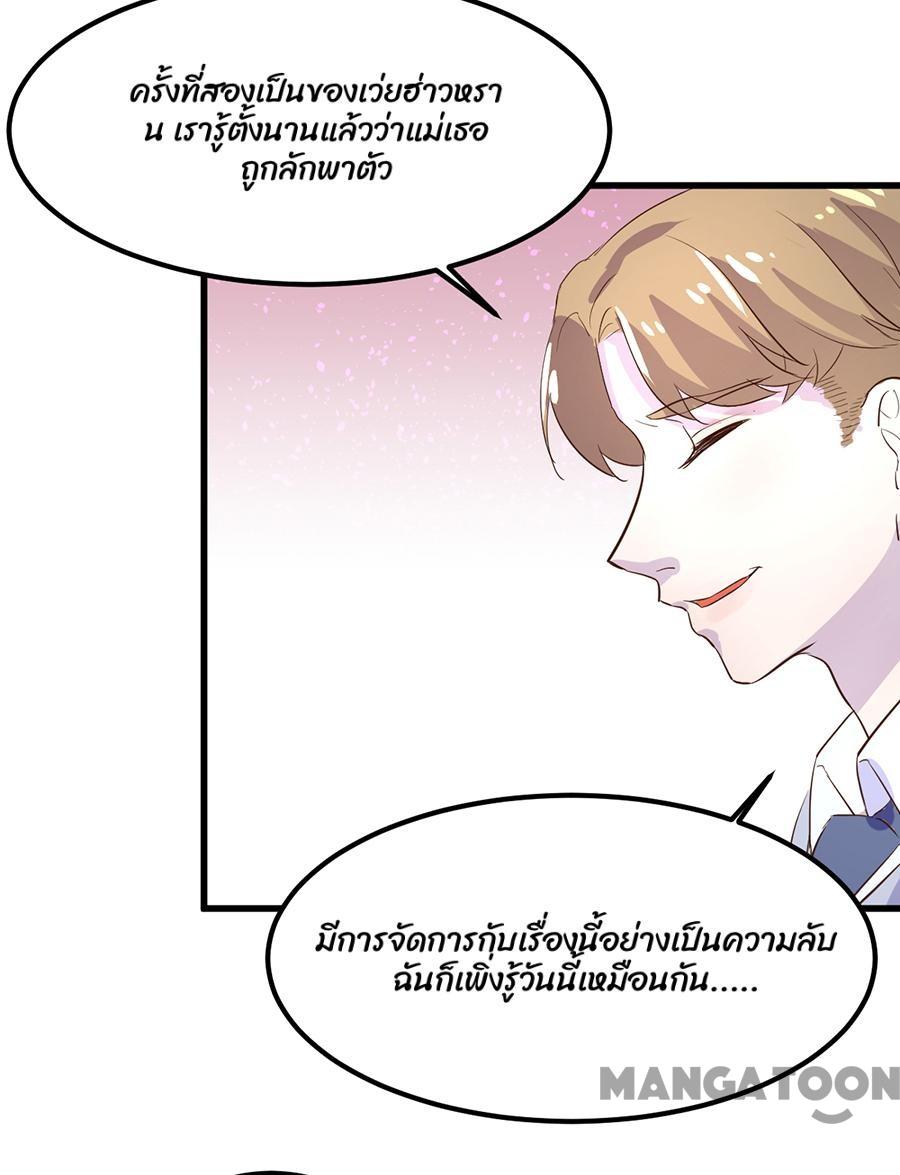 ครั้งที่สองเป็นของเว่ยฮ่าวหรา
น เรารู้ตั้งนานแล้วว่าแม่เธอ
ถูกลักพาตัว
มีการจัดการกับเรื่องนี้อย่างเป็นความลับ
ฉันก็เพิ่งรู้วันนี้เหมือนกัน.....
MANGATOON